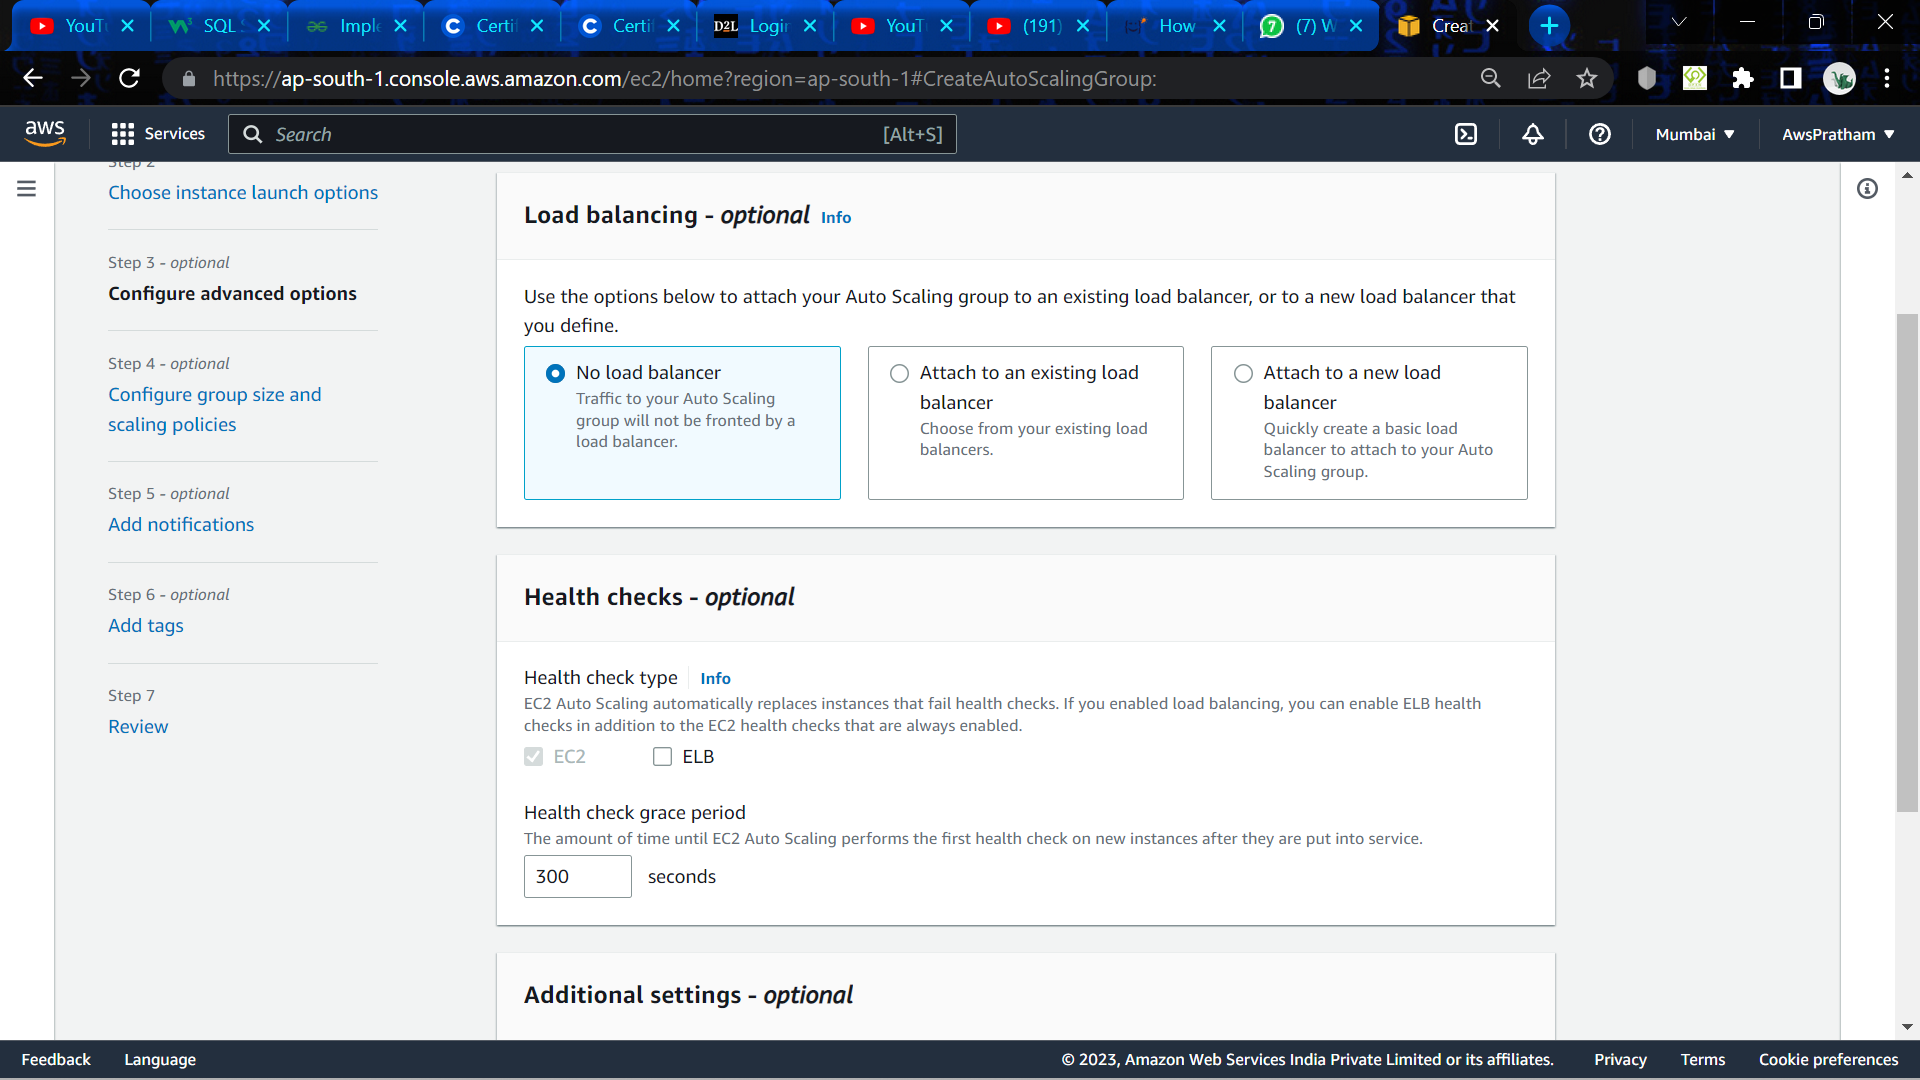 YouT
SQL
Imple
Certi
Certi
D2L Login
YouT
(191)
How
7 (7) W
Creat
https://ap-south-1.console.aws.amazon.com/ec2/home?region=ap-south-1#CreateAutoScalingGroup:
aws
Services
Search
[Alt+S]
Mumbai
AwsPratham
Step 2
Choose instance launch options
Step 3 - optional
Configure advanced options
Step 4 - optional
Configure group size and
scaling policies
Step 5 - optional
Add notifications
Step 6 - optional
Add tags
Step 7
Review
Load balancing - optional Info
Use the options below to attach your Auto Scaling group to an existing load balancer, or to a new load balancer that
you define.
No load balancer
Traffic to your Auto Scaling
group will not be fronted by a
load balancer.
Attach to an existing load
balancer
Choose from your existing load
balancers.
Attach to a new load
balancer
Quickly create a basic load
balancer to attach to your Auto
Scaling group.
Health checks - optional
Health check type Info
EC2 Auto Scaling automatically replaces instances that fail health checks. If you enabled load balancing, you can enable ELB health
checks in addition to the EC2 health checks that are always enabled.
EC2
ELB
Health check grace period
The amount of time until EC2 Auto Scaling performs the first health check on new instances after they are put into service.
300 seconds
Additional settings - optional
Feedback
Language
© 2023, Amazon Web Services India Private Limited or its affiliates.
Privacy
Terms
Cookie preferences